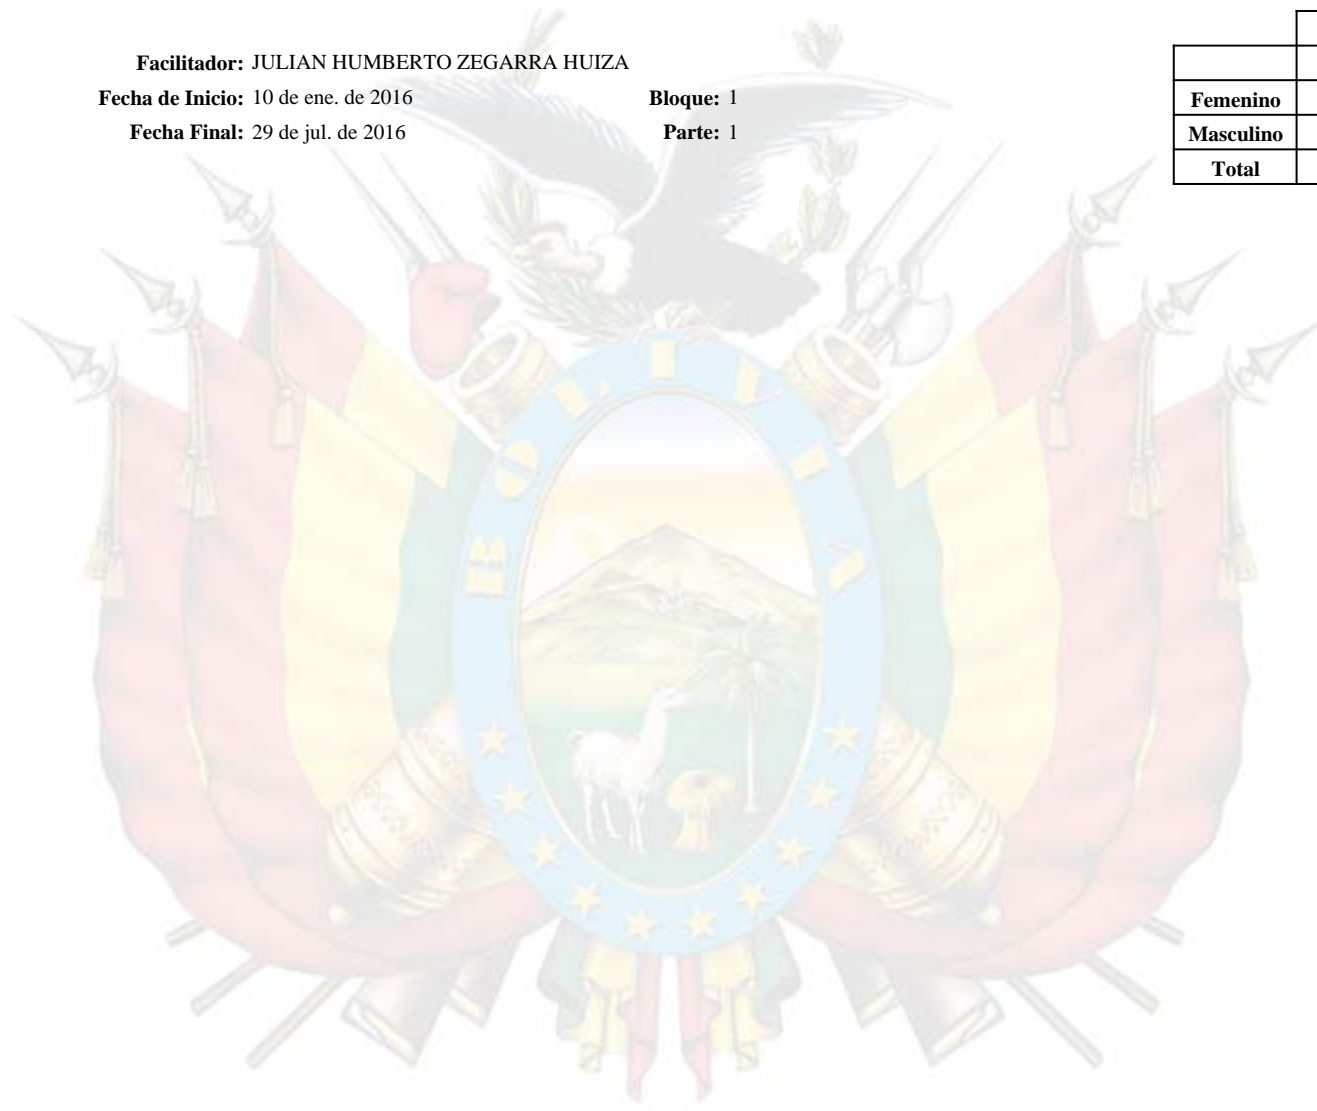 Facilitador: JULIAN HUMBERTO ZEGARRA HUIZA
Fecha de Inicio: 10 de ene. de 2016 Bloque: 1
Femenino
Fecha Final: 29 de jul. de 2016 Parte: 1
Masculino
Total
BOLIVIA